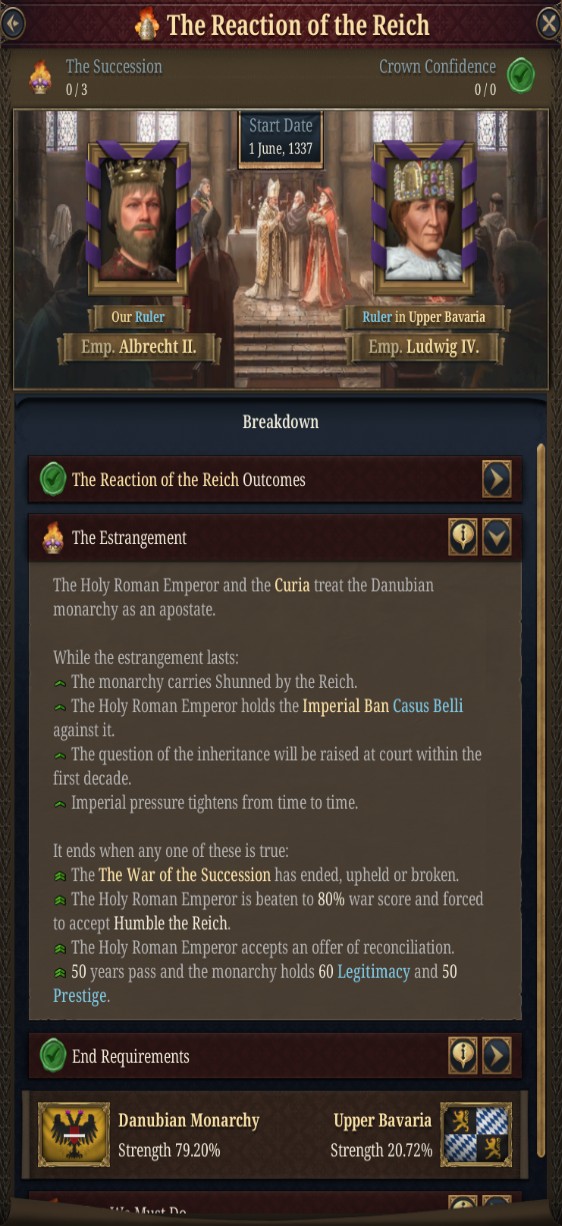 The Reaction of the Reich
The Succession
0 / 3
Crown Confidence
0 / 0
Start Date
1 June, 1337
Our Ruler
Emp. Albrecht II.
Ruler in Upper Bavaria
Emp. Ludwig IV.
Breakdown
The Reaction of the Reich Outcomes
The Estrangement
The Holy Roman Emperor and the Curia treat the Danubian
monarchy as an apostate.
While the estrangement lasts:
The monarchy carries Shunned by the Reich.
The Holy Roman Emperor holds the Imperial Ban Casus Belli
against it.
The question of the inheritance will be raised at court within the
first decade.
Imperial pressure tightens from time to time.
It ends when any one of these is true:
The The War of the Succession has ended, upheld or broken.
The Holy Roman Emperor is beaten to 80% war score and forced
to accept Humble the Reich.
The Holy Roman Emperor accepts an offer of reconciliation.
50 years pass and the monarchy holds 60 Legitimacy and 50
Prestige.
End Requirements
Danubian Monarchy
Strength 79.20%
Upper Bavaria
Strength 20.72%
We Must Do